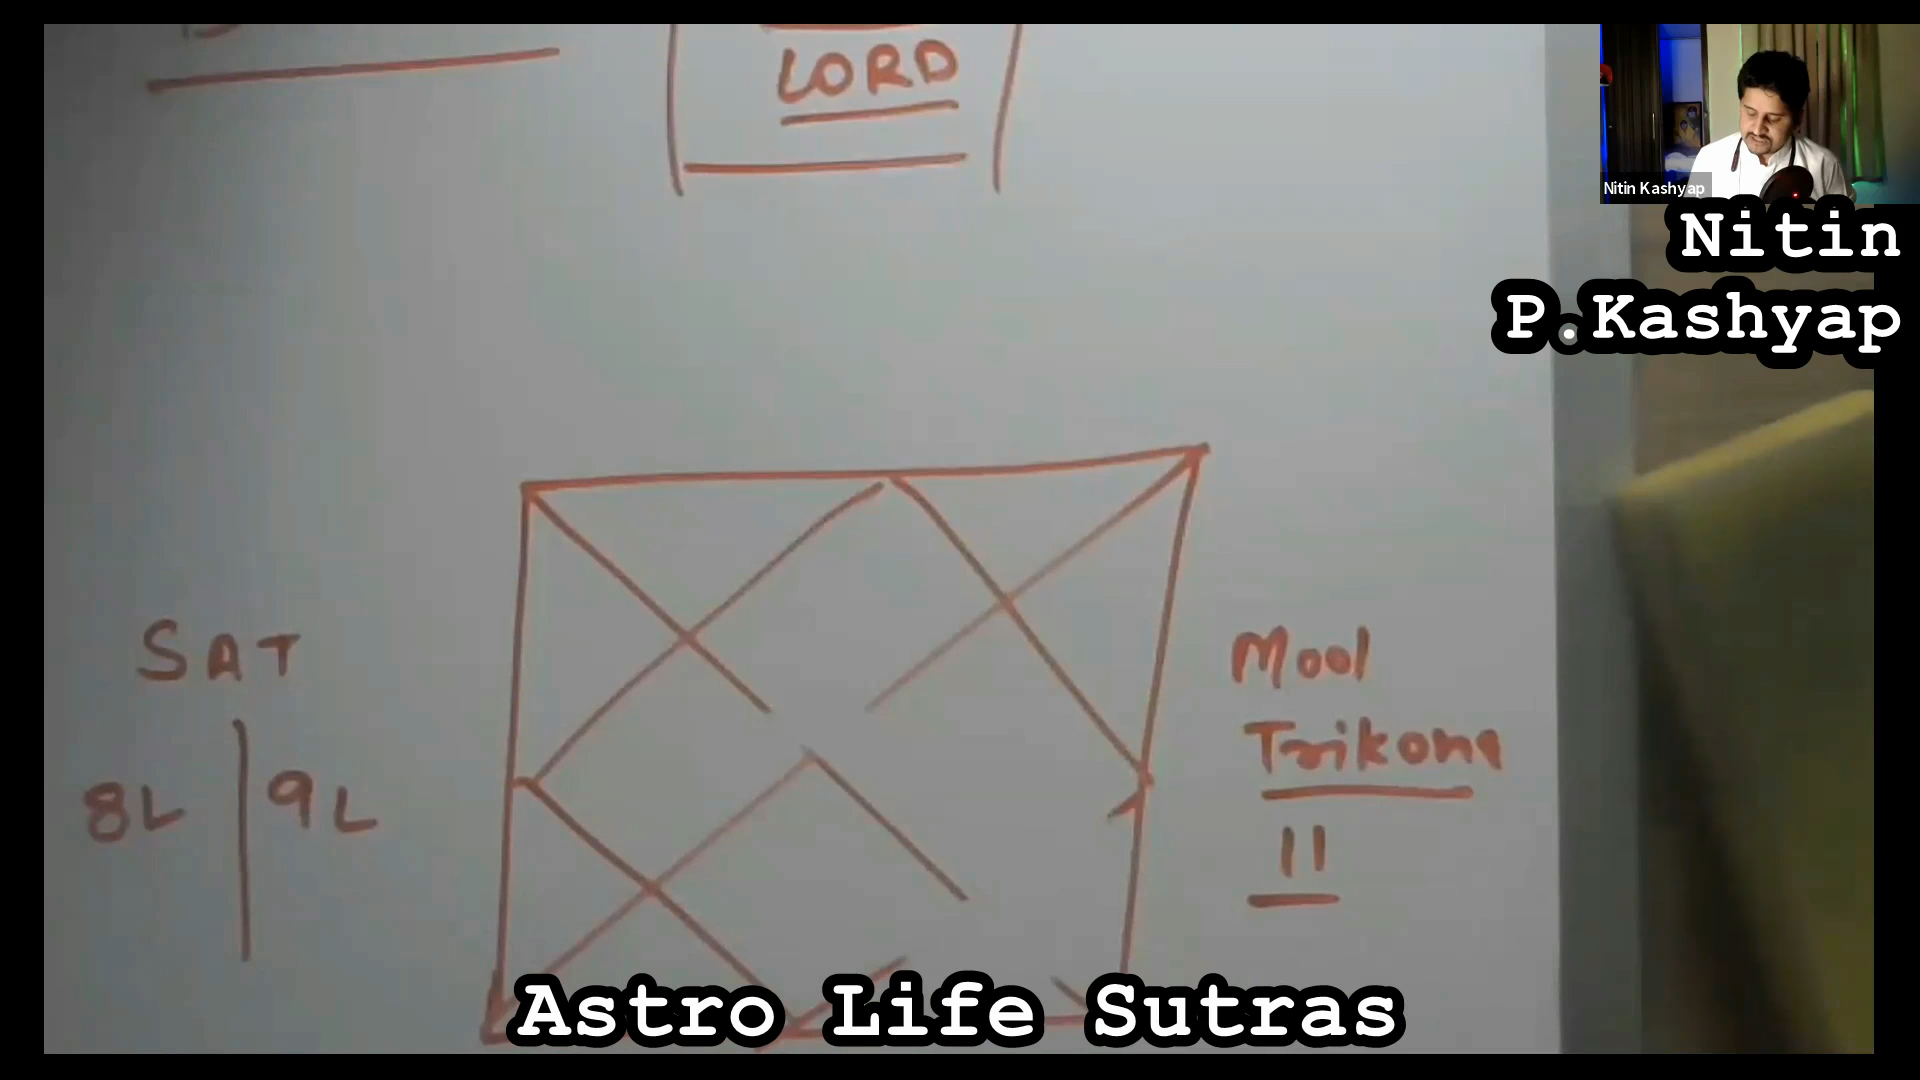 LORD
Nitin Kashyap
Nitin
P.Kashyap
SAT
8L | 9L
Mool
Trikona
11
Astro Life Sutras